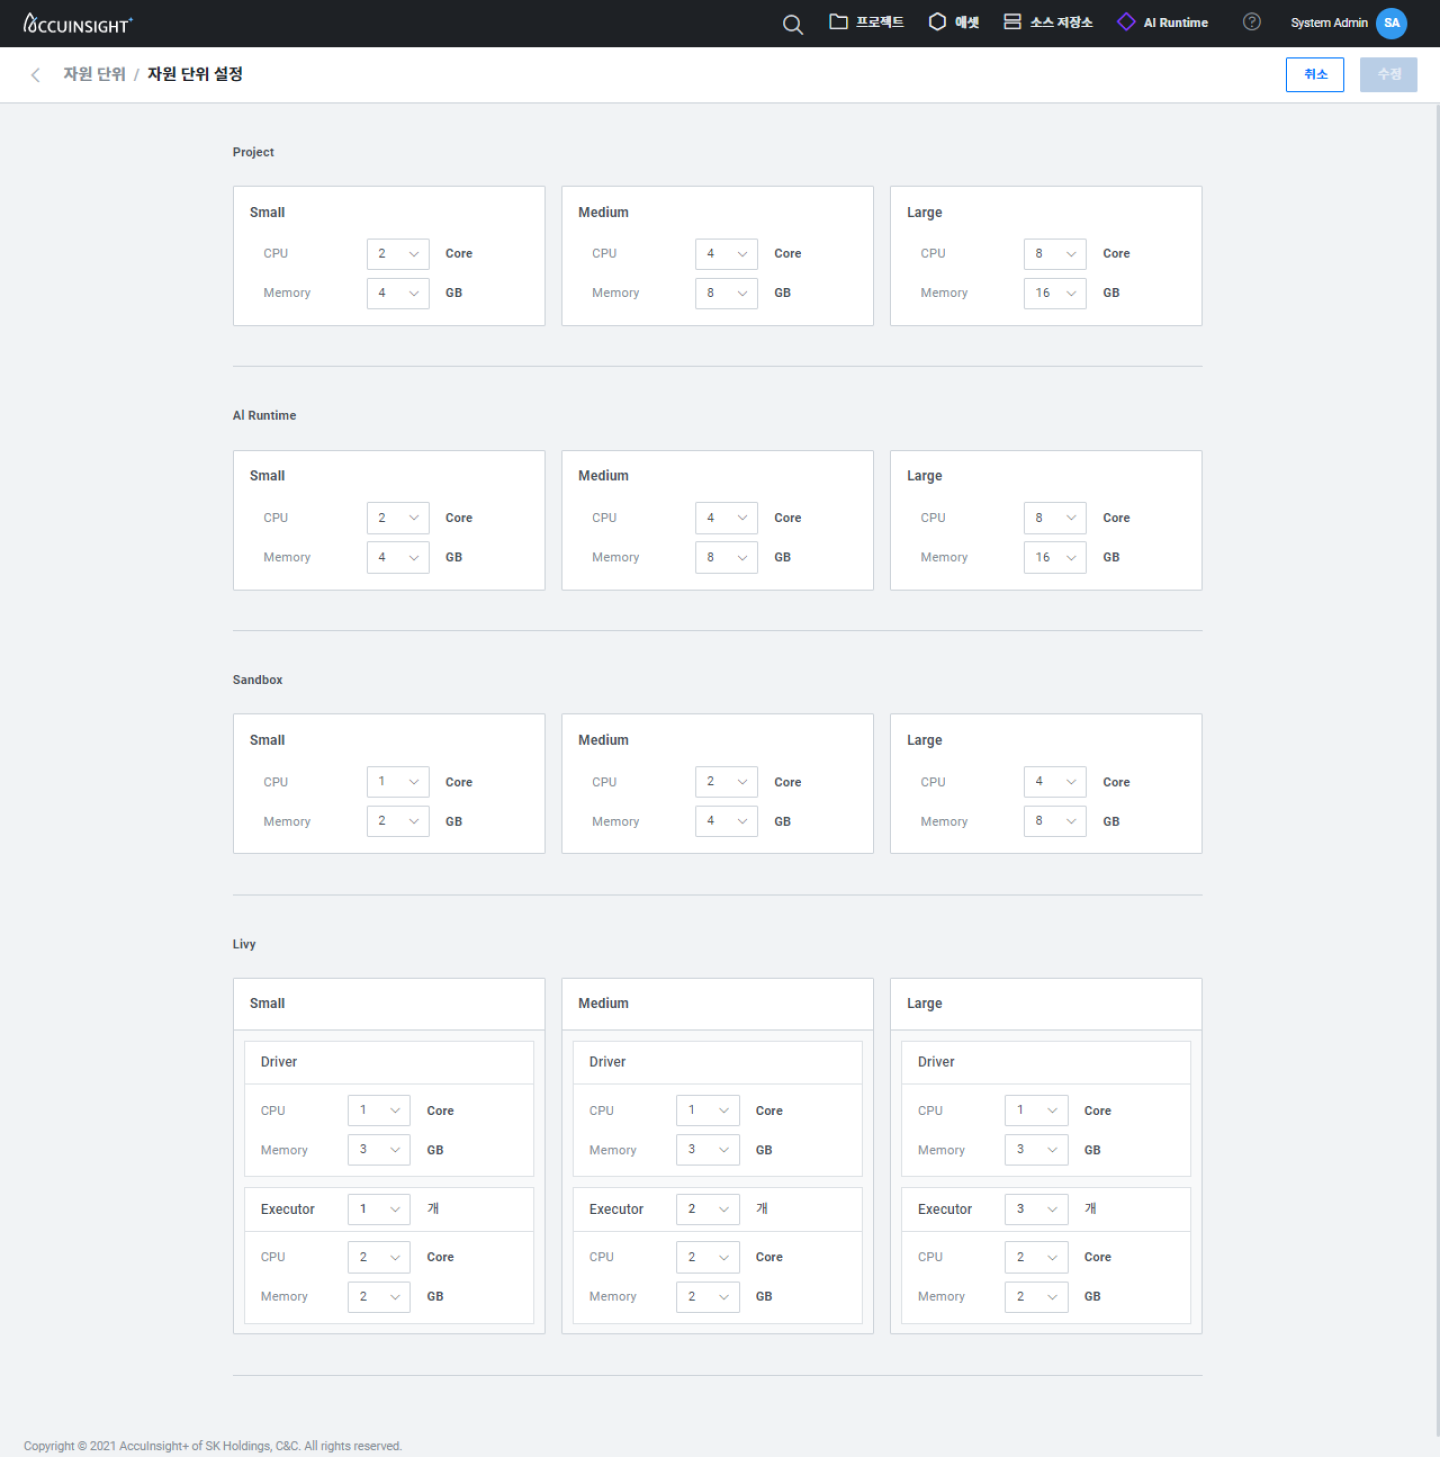 ACCUINSIGHT+ 프로젝트 애셋 소스 저장소 AI Runtime ? System Admin SA
자원 단위 / 자원 단위 설정 취소 수정
Project
Small Medium Large
CPU 2 Core CPU 4 Core CPU 8 Core
Memory 4 GB Memory 8 GB Memory 16 GB
AI Runtime
Small Medium Large
CPU 2 Core CPU 4 Core CPU 8 Core
Memory 4 GB Memory 8 GB Memory 16 GB
Sandbox
Small Medium Large
CPU 1 Core CPU 2 Core CPU 4 Core
Memory 2 GB Memory 4 GB Memory 8 GB
Livy
Small Medium Large
Driver Driver Driver
CPU 1 Core CPU 1 Core CPU 1 Core
Memory 3 GB Memory 3 GB Memory 3 GB
Executor 1 개 Executor 2 개 Executor 3 개
CPU 2 Core CPU 2 Core CPU 2 Core
Memory 2 GB Memory 2 GB Memory 2 GB
Copyright © 2021 AccuInsight+ of SK Holdings, C&C. All rights reserved.